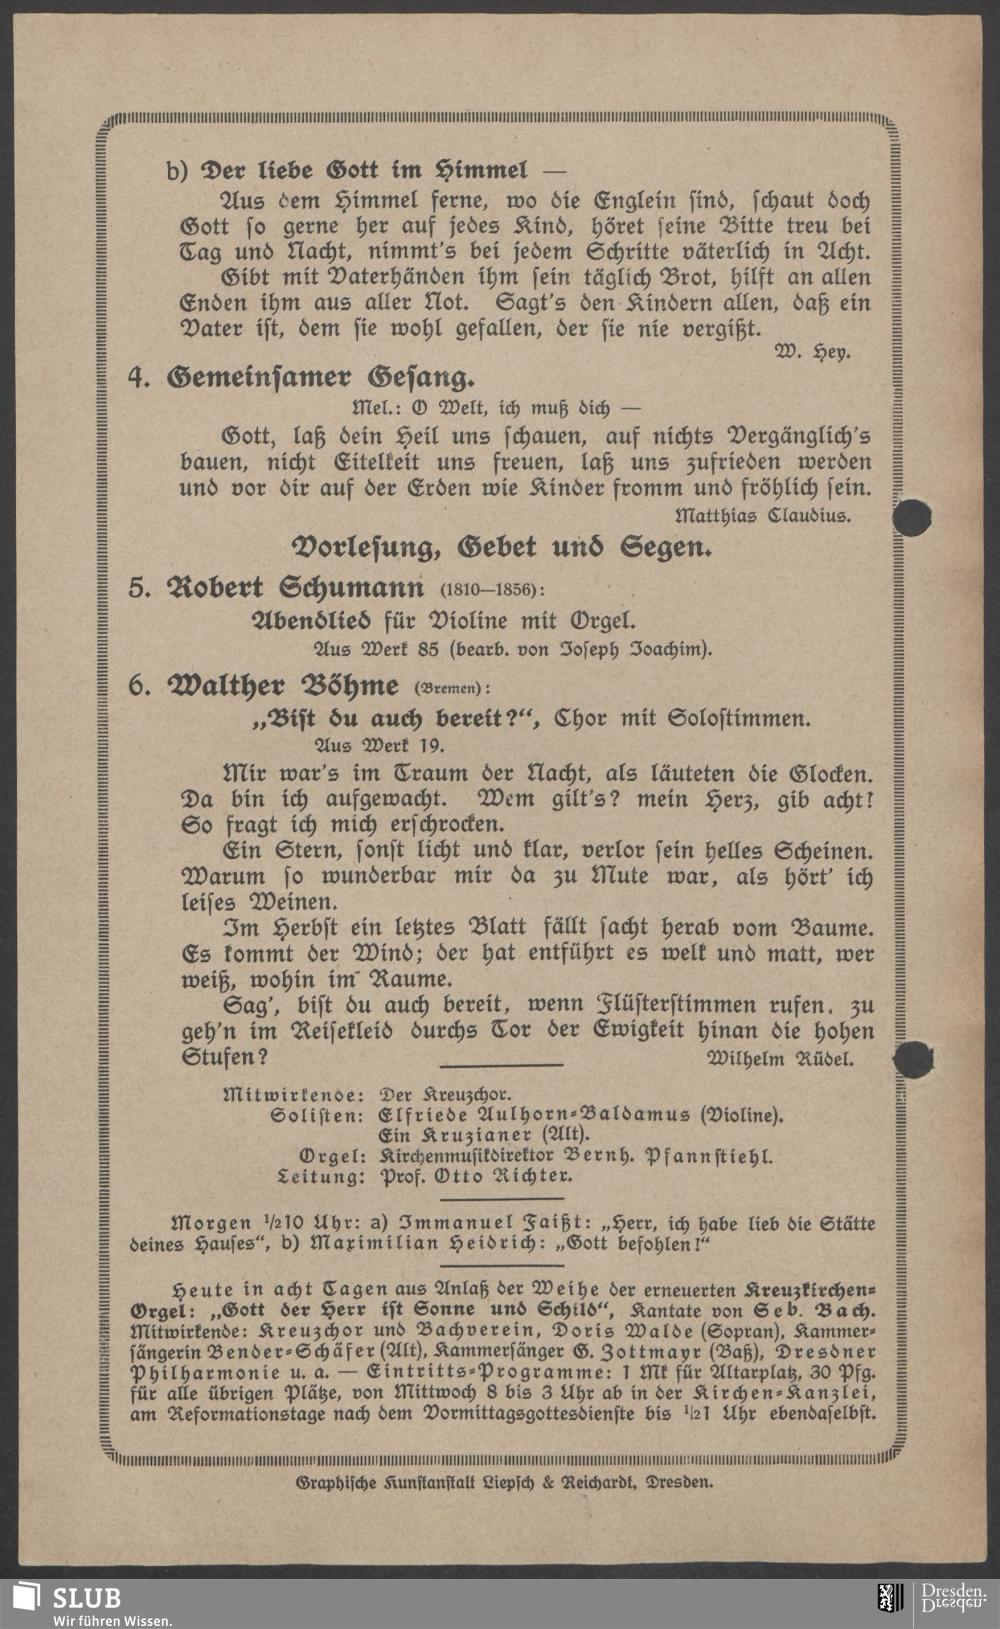 b) Der liebe Gott im Himmel —
Aus dem Himmel ferne, wo die Englein sind, schaut doch
Gott so gerne her auf jedes Kind, höret seine Bitte treu bei
Tag und Nacht, nimmt's bei jedem Schritte väterlich in Acht.
Gibt mit Vaterhänden ihm sein täglich Brot, hilft an allen
Enden ihm aus aller Not. Sagt's den Kindern allen, daß ein
Vater ist, dem sie wohl gefallen, der sie nie vergißt.
W. Hey.
4. Gemeinsamer Gesang.
Mel.: O Welt, ich muß dich —
Gott, laß dein Heil uns schauen, auf nichts Vergänglich's
bauen, nicht Eitelkeit uns freuen, laß uns zufrieden werden
und vor dir auf der Erden wie Kinder fromm und fröhlich sein.
Matthias Claudius.
Vorlesung, Gebet und Segen.
5. Robert Schumann (1810—1856):
Abendlied für Violine mit Orgel.
Aus Werk 85 (bearb. von Joseph Joachim).
6. Walther Böhme (Bremen):
„Bist du auch bereit?“, Chor mit Solostimmen.
Aus Werk 19.
Mir war's im Traum der Nacht, als läuteten die Glocken.
Da bin ich aufgewacht. Wem gilt's? mein Herz, gib acht!
So fragt ich mich erschrocken.
Ein Stern, sonst licht und klar, verlor sein helles Scheinen.
Warum so wunderbar mir da zu Mute war, als hört' ich
leises Weinen.
Im Herbst ein letztes Blatt fällt sacht herab vom Baume.
Es kommt der Wind; der hat entführt es welk und matt, wer
weiß, wohin im Raume.
Sag', bist du auch bereit, wenn Flüsterstimmen rufen, zu
geh'n im Reisekleid durchs Tor der Ewigkeit hinan die hohen
Stufen? Wilhelm Rüdel.
Mitwirkende: Der Kreuzchor.
Solisten: Elfriede Aulhorn-Baldamus (Violine).
Ein Kruzianer (Alt).
Orgel: Kirchenmusikdirektor Bernh. Pfannstiehl.
Leitung: Prof. Otto Richter.
Morgen ½10 Uhr: a) Immanuel Faißt: „Herr, ich habe lieb die Stätte
deines Hauses“, b) Maximilian Heidrich: „Gott befohlen!“
Heute in acht Tagen aus Anlaß der Weihe der erneuerten Kreuzkirchen-
Orgel: „Gott der Herr ist Sonne und Schild“, Kantate von Seb. Bach.
Mitwirkende: Kreuzchor und Bachverein, Doris Walde (Sopran), Kammer-
sängerin Bender-Schäfer (Alt), Kammersänger G. Zottmayr (Baß), Dresdner
Philharmonie u. a. — Eintritts-Programme: 1 Mk für Altarplatz, 30 Pfg.
für alle übrigen Plätze, von Mittwoch 8 bis 3 Uhr ab in der Kirchen-Kanzlei,
am Reformationstage nach dem Vormittagsgottesdienste bis ½1 Uhr ebendaselbst.
Graphische Kunstanstalt Liepsch & Reichardt, Dresden.
SLUB
Wir führen Wissen.
Dresden.
Dresden.